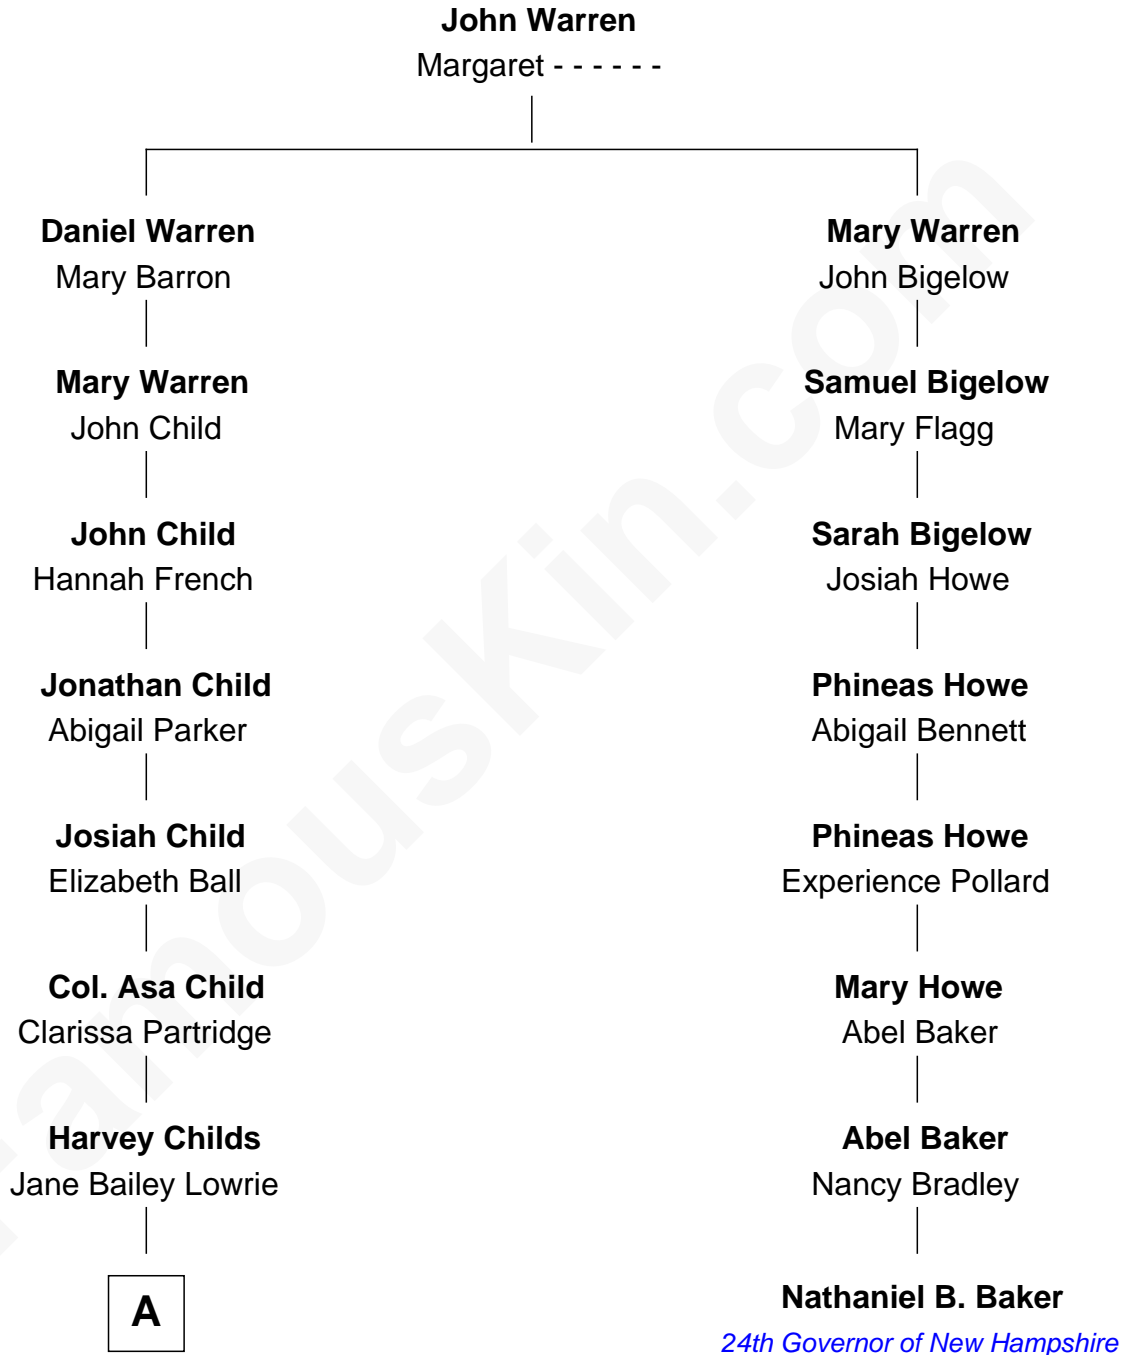 John Warren
Margaret - - - - - -
Daniel Warren
Mary Barron
Mary Warren
John Bigelow
Mary Warren
John Child
Samuel Bigelow
Mary Flagg
John Child
Hannah French
Sarah Bigelow
Josiah Howe
Jonathan Child
Abigail Parker
Phineas Howe
Abigail Bennett
Josiah Child
Elizabeth Ball
Phineas Howe
Experience Pollard
Col. Asa Child
Clarissa Partridge
Mary Howe
Abel Baker
Harvey Childs
Jane Bailey Lowrie
Abel Baker
Nancy Bradley
A
Nathaniel B. Baker
24th Governor of New Hampshire
FamousKin.com